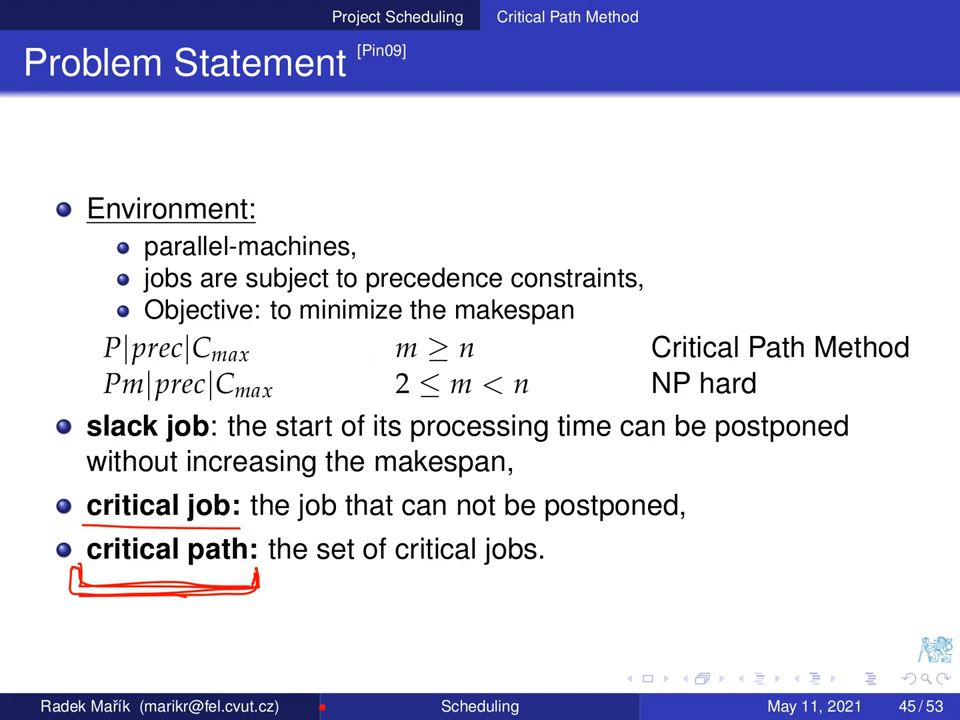 Project Scheduling Critical Path Method
Problem Statement [Pin09]
Environment:
parallel-machines,
jobs are subject to precedence constraints,
Objective: to minimize the makespan
P|prec|Cmax m ≥ n Critical Path Method
Pm|prec|Cmax 2 ≤ m < n NP hard
slack job: the start of its processing time can be postponed
without increasing the makespan,
critical job: the job that can not be postponed,
critical path: the set of critical jobs.
Radek Mařík (marikr@fel.cvut.cz) Scheduling May 11, 2021 45 / 53